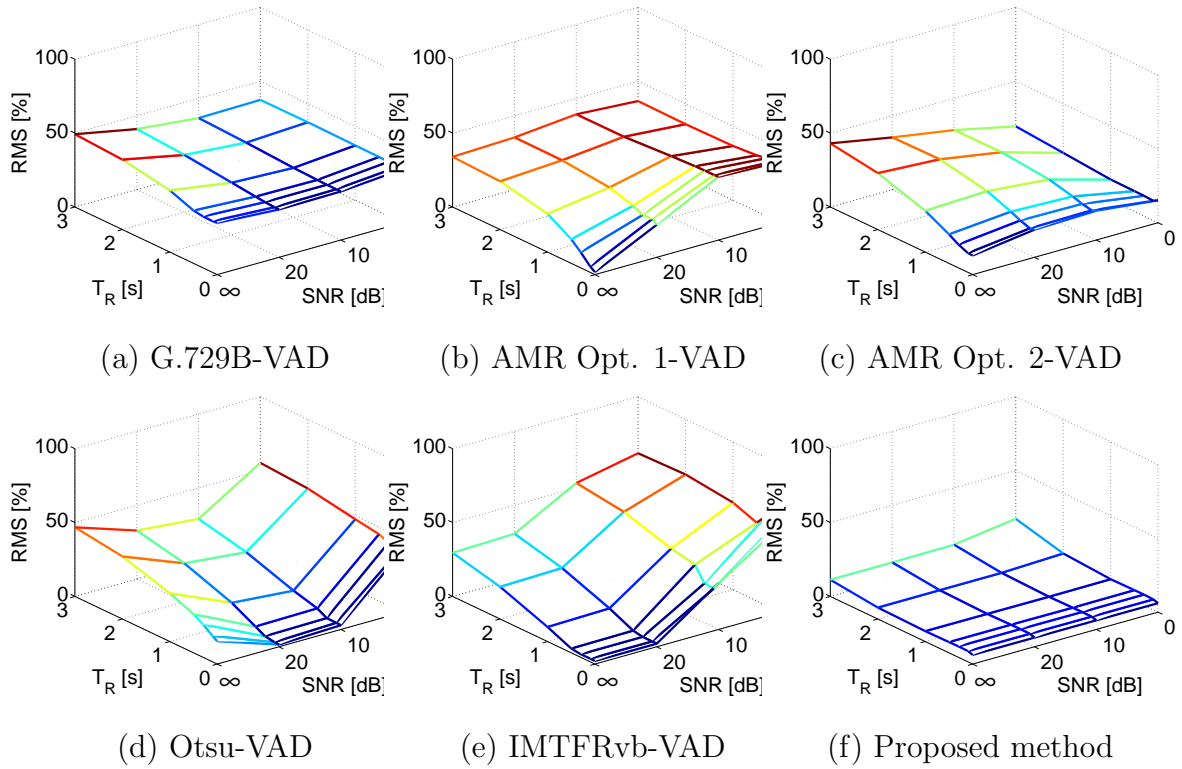 100
50
0
RMS [%]
3
2
1
0
T_R [s]
∞
20
10
SNR [dB]
(a) G.729B-VAD
100
50
0
RMS [%]
3
2
1
0
T_R [s]
∞
20
10
SNR [dB]
(b) AMR Opt. 1-VAD
100
50
0
RMS [%]
3
2
1
0
T_R [s]
∞
20
10
0
SNR [dB]
(c) AMR Opt. 2-VAD
100
50
0
RMS [%]
3
2
1
0
T_R [s]
∞
20
10
SNR [dB]
(d) Otsu-VAD
100
50
0
RMS [%]
3
2
1
0
T_R [s]
∞
20
10
SNR [dB]
(e) IMTFRvb-VAD
100
50
0
RMS [%]
3
2
1
0
T_R [s]
∞
20
10
0
SNR [dB]
(f) Proposed method